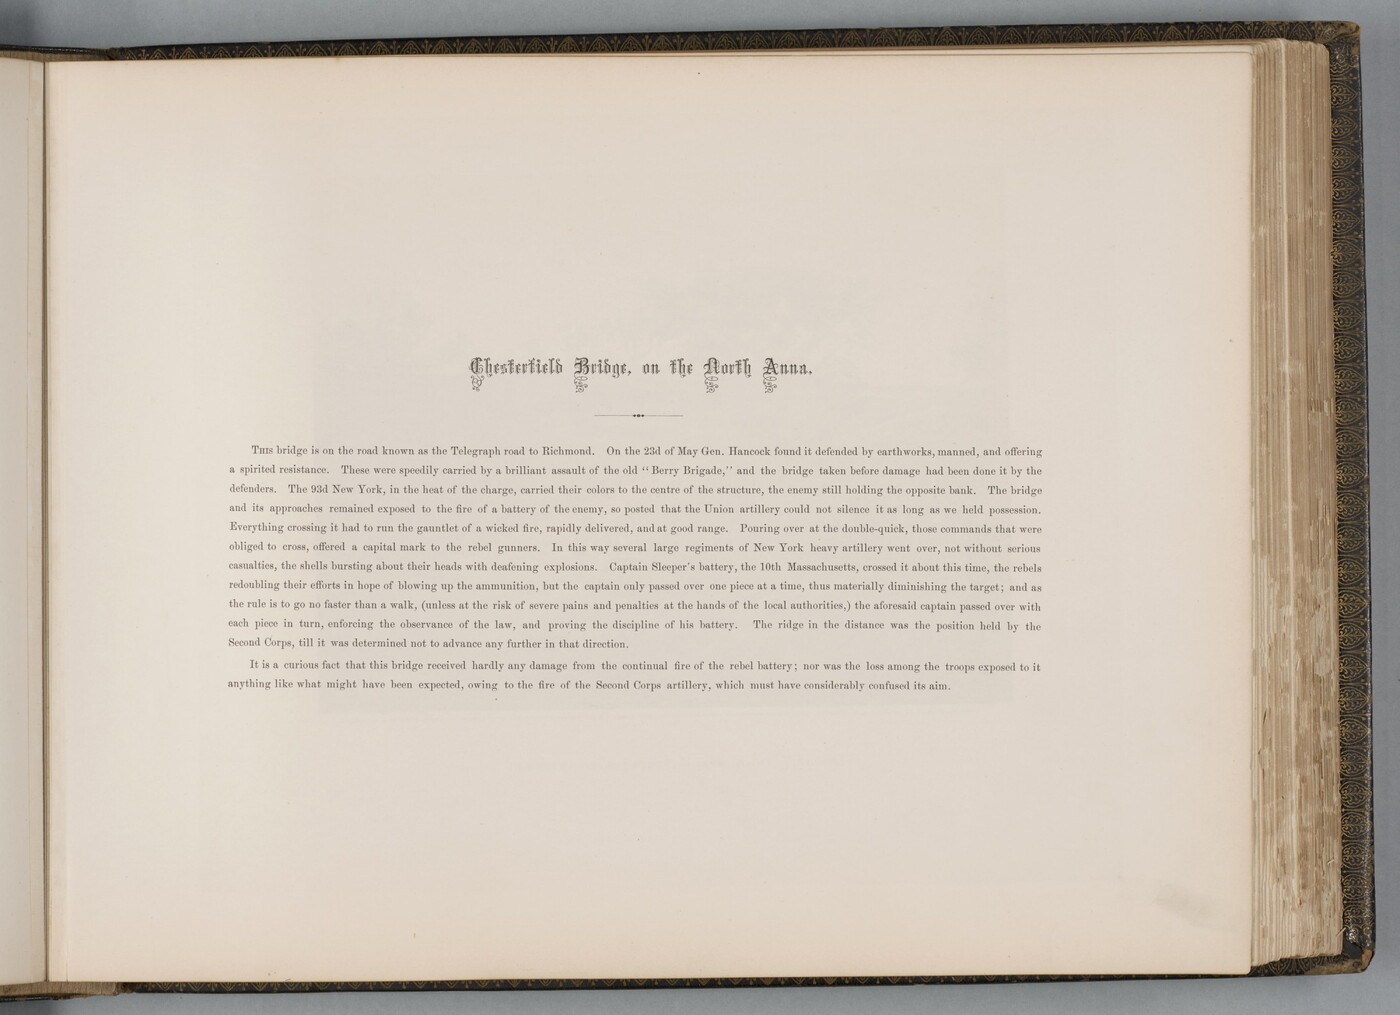 Chesterfield Bridge, on the North Anna.
This bridge is on the road known as the Telegraph road to Richmond. On the 23d of May Gen. Hancock found it defended by earthworks, manned, and offering
a spirited resistance. These were speedily carried by a brilliant assault of the old “Berry Brigade,” and the bridge taken before damage had been done it by the
defenders. The 93d New York, in the heat of the charge, carried their colors to the centre of the structure, the enemy still holding the opposite bank. The bridge
and its approaches remained exposed to the fire of a battery of the enemy, so posted that the Union artillery could not silence it as long as we held possession.
Everything crossing it had to run the gauntlet of a wicked fire, rapidly delivered, and at good range. Pouring over at the double-quick, those commands that were
obliged to cross, offered a capital mark to the rebel gunners. In this way several large regiments of New York heavy artillery went over, not without serious
casualties, the shells bursting about their heads with deafening explosions. Captain Sleeper's battery, the 10th Massachusetts, crossed it about this time, the rebels
redoubling their efforts in hope of blowing up the ammunition, but the captain only passed over one piece at a time, thus materially diminishing the target; and as
the rule is to go no faster than a walk, (unless at the risk of severe pains and penalties at the hands of the local authorities,) the aforesaid captain passed over with
each piece in turn, enforcing the observance of the law, and proving the discipline of his battery. The ridge in the distance was the position held by the
Second Corps, till it was determined not to advance any further in that direction.
It is a curious fact that this bridge received hardly any damage from the continual fire of the rebel battery; nor was the loss among the troops exposed to it
anything like what might have been expected, owing to the fire of the Second Corps artillery, which must have considerably confused its aim.